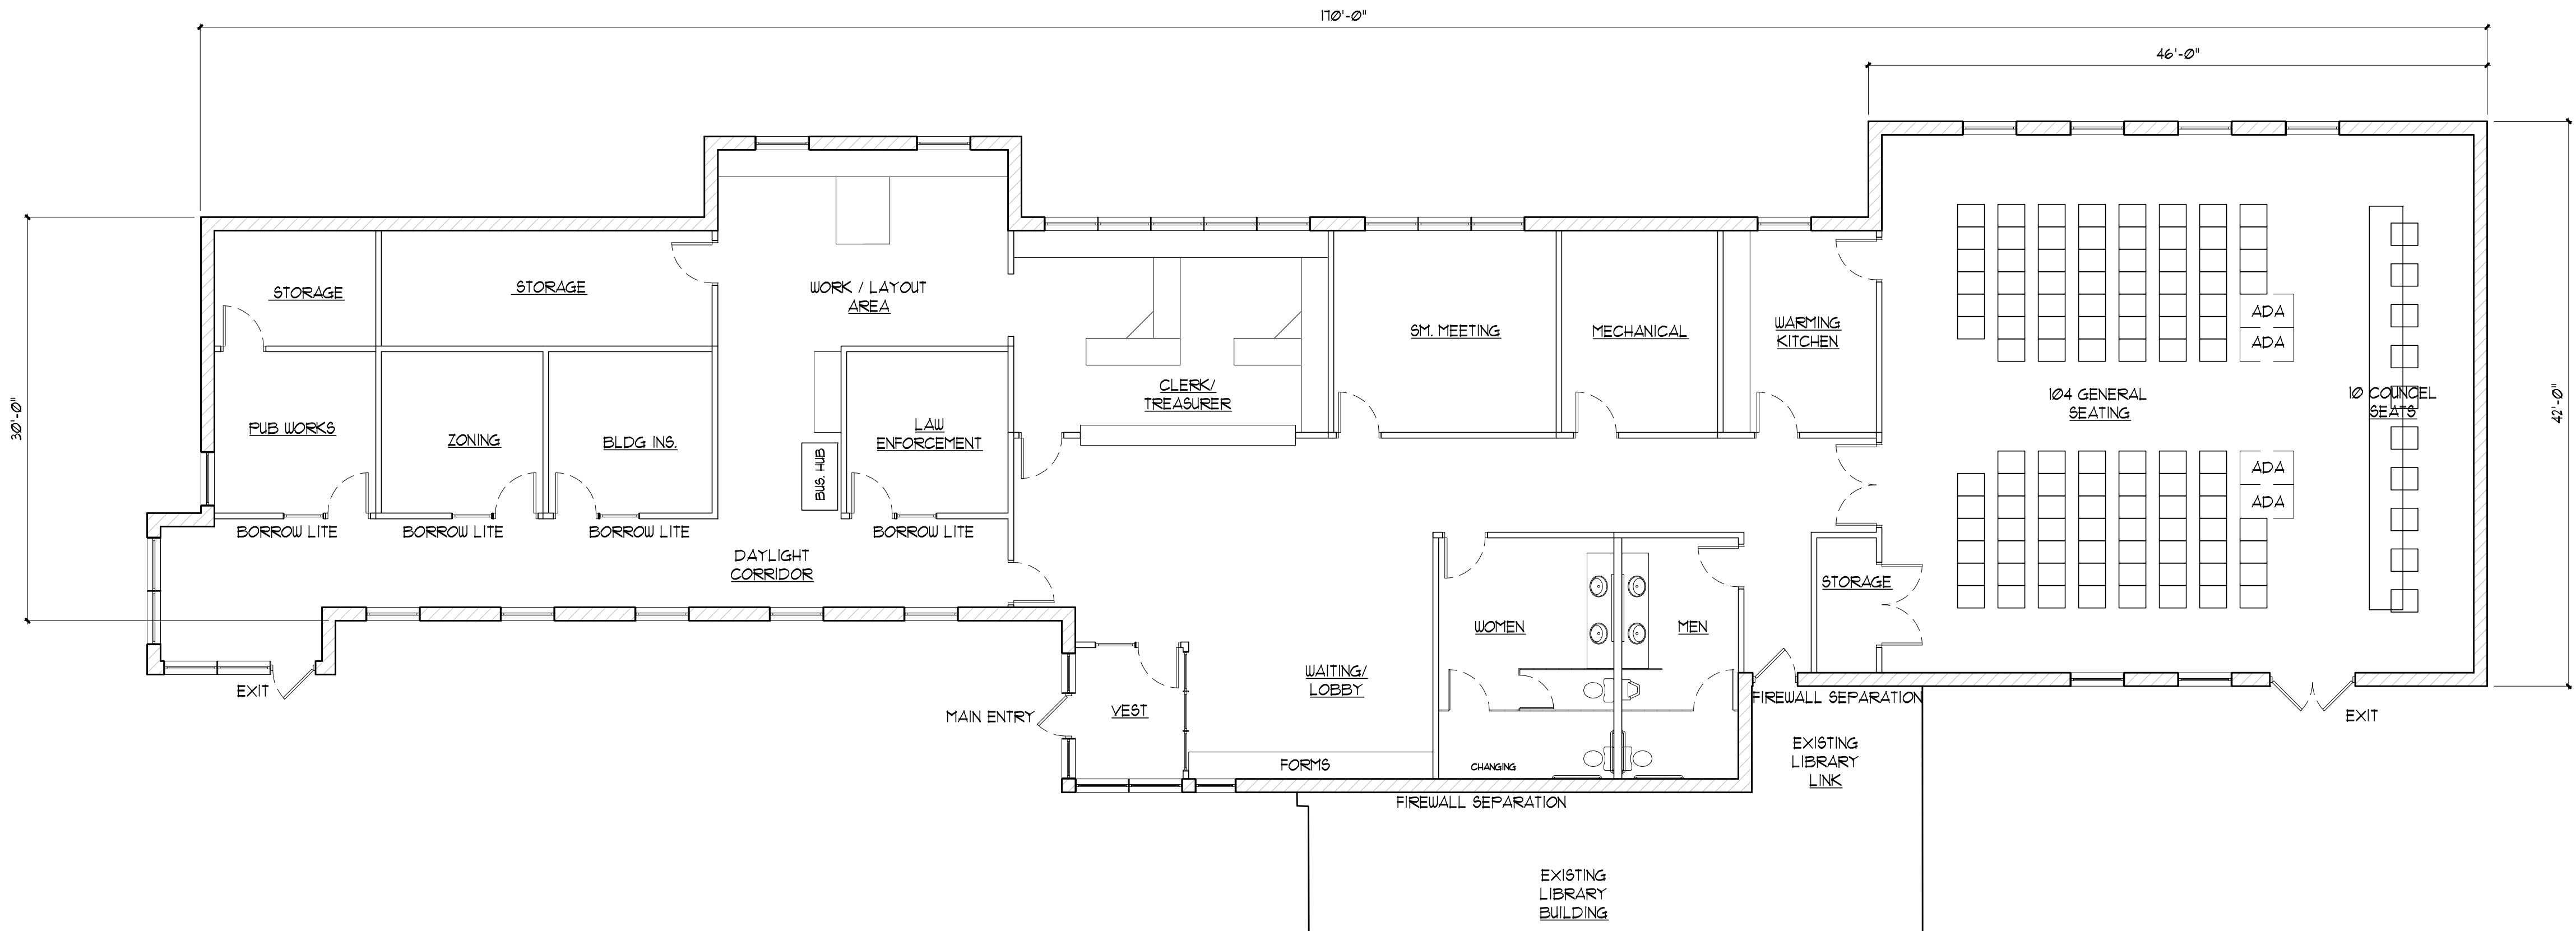 170'-0"
46'-0"
30'-0"
42'-0"
STORAGE
STORAGE
WORK / LAYOUT
AREA
SM. MEETING
MECHANICAL
WARMING
KITCHEN
ADA
ADA
CLERK/
TREASURER
104 GENERAL
SEATING
10 COUNCEL
SEATS
PUB WORKS
ZONING
BLDG INS.
BUS. HUB
LAW
ENFORCEMENT
ADA
ADA
BORROW LITE
BORROW LITE
BORROW LITE
BORROW LITE
DAYLIGHT
CORRIDOR
STORAGE
WOMEN
MEN
WAITING/
LOBBY
EXIT
MAIN ENTRY
VEST
FIREWALL SEPARATION
EXIT
EXISTING
LIBRARY
LINK
FORMS
CHANGING
FIREWALL SEPARATION
EXISTING
LIBRARY
BUILDING